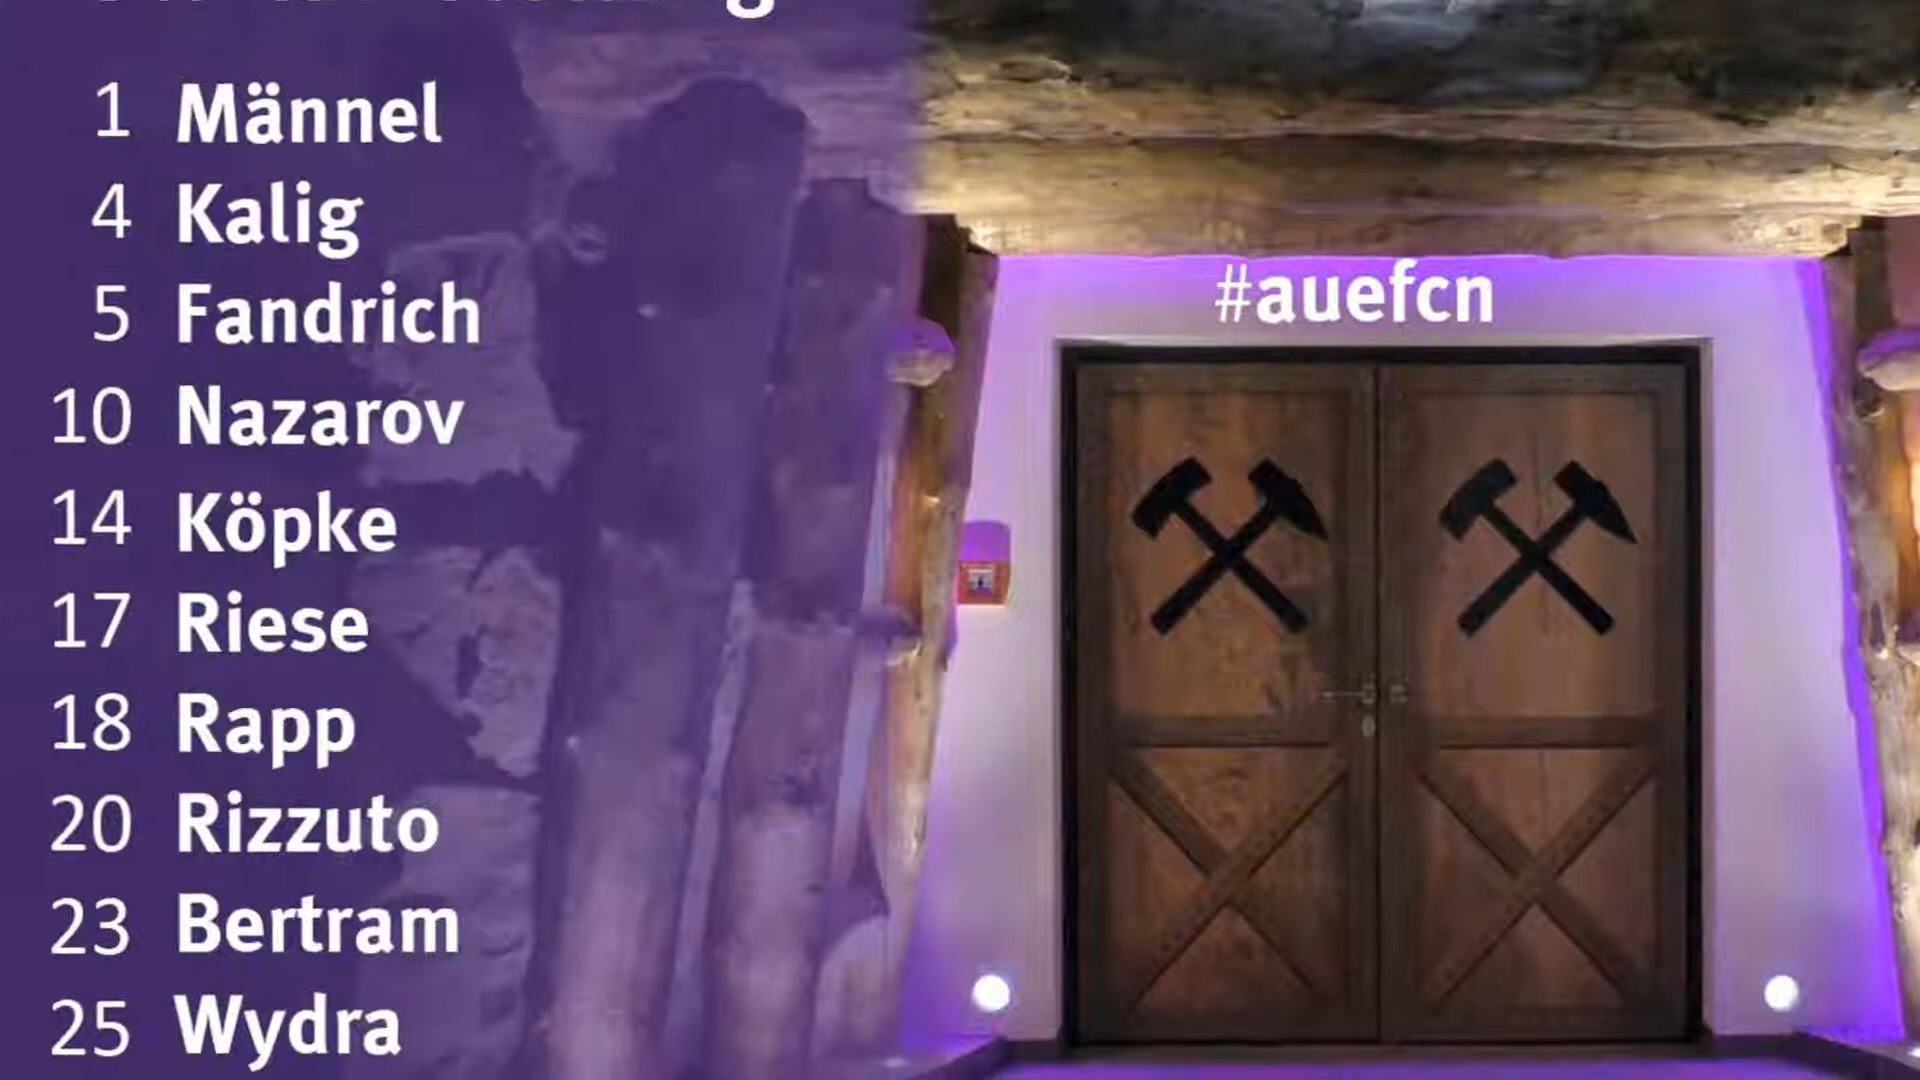 1 Männel
4 Kalig
5 Fandrich
10 Nazarov
14 Köpke
17 Riese
18 Rapp
20 Rizzuto
23 Bertram
25 Wydra
#auefcn